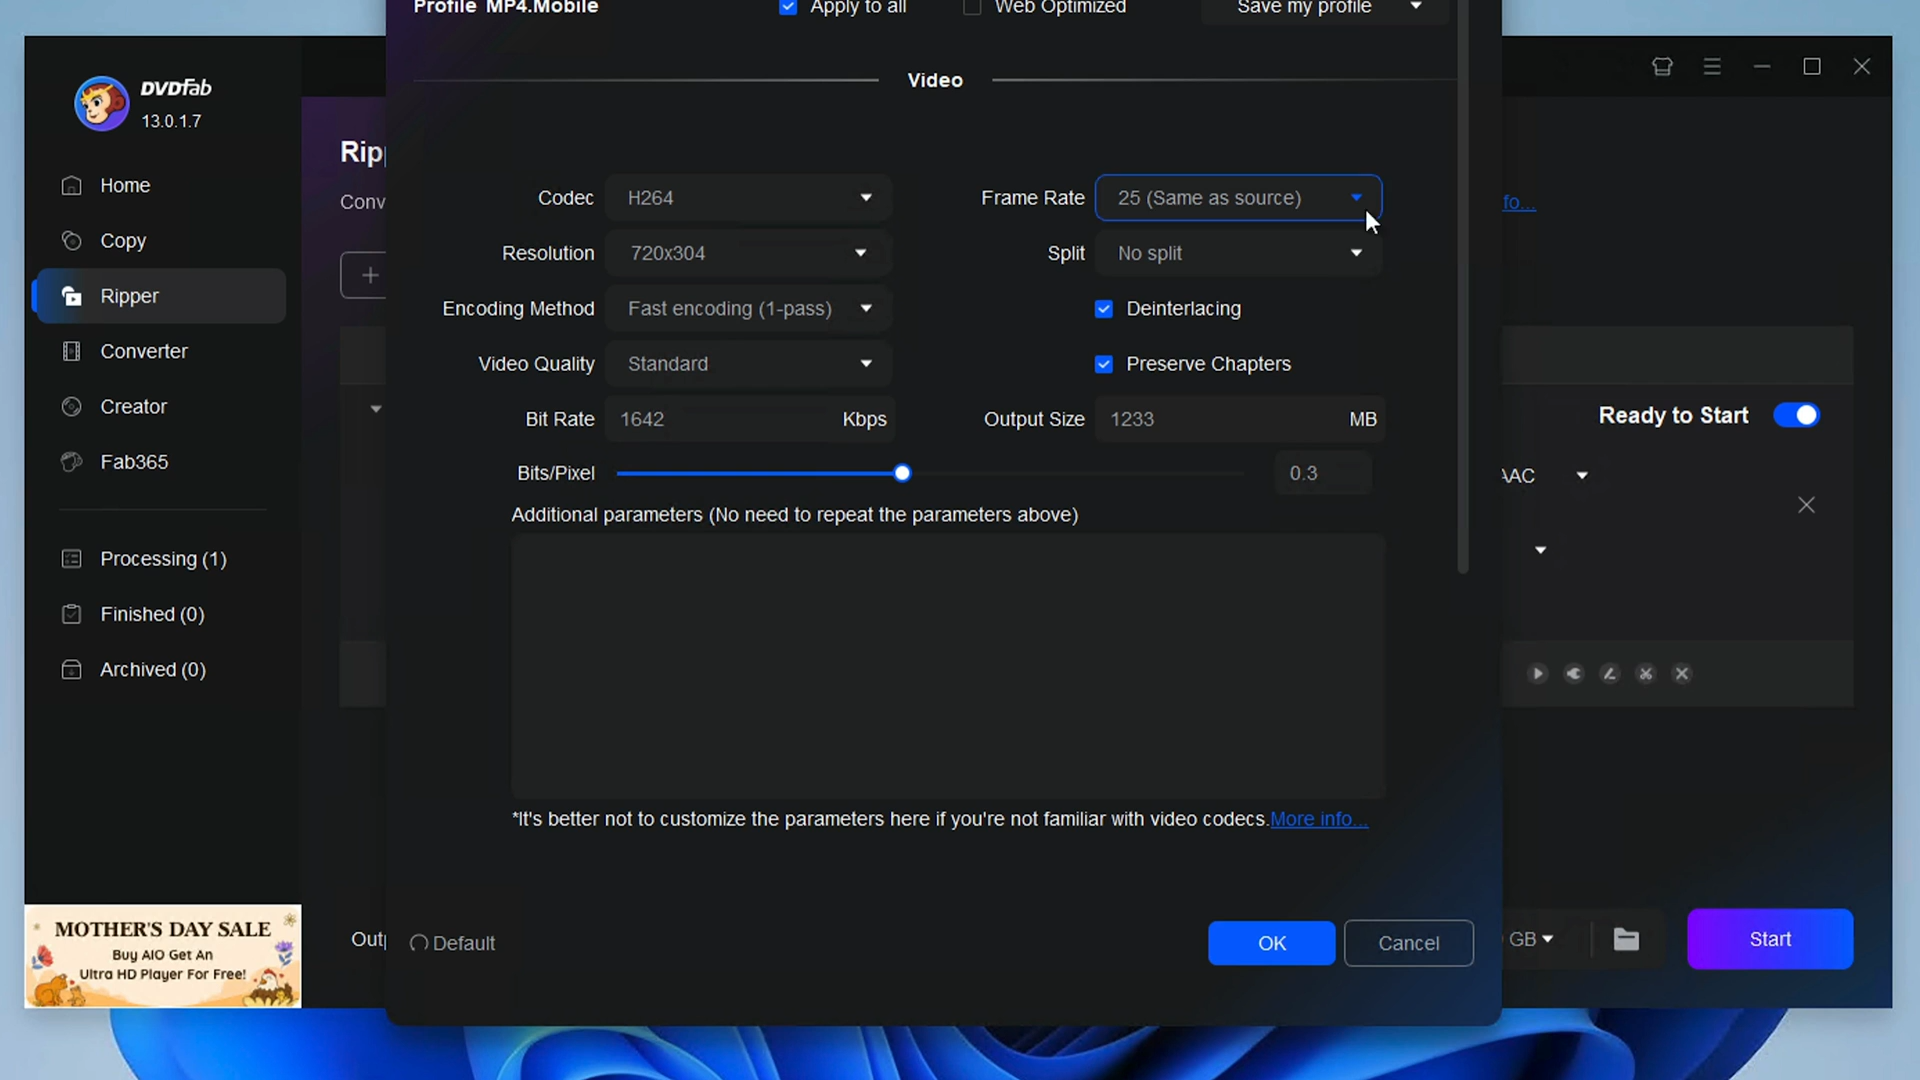 Profile MP4.Mobile
Apply to all
Web Optimized
Save my profile
DVDFab
13.0.1.7
Home
Copy
Ripper
Converter
Creator
Fab365
Processing (1)
Finished (0)
Archived (0)
MOTHER'S DAY SALE
Buy AIO Get An
Ultra HD Player For Free!
Rip
Conv
Outp
Video
Codec H264
Frame Rate 25 (Same as source)
Resolution 720x304
Split No split
Encoding Method Fast encoding (1-pass)
Deinterlacing
Video Quality Standard
Preserve Chapters
Bit Rate 1642 Kbps
Output Size 1233 MB
Bits/Pixel 0.3
Additional parameters (No need to repeat the parameters above)
*It's better not to customize the parameters here if you're not familiar with video codecs.More info...
Default
OK
Cancel
fo...
Ready to Start
AAC
GB
Start